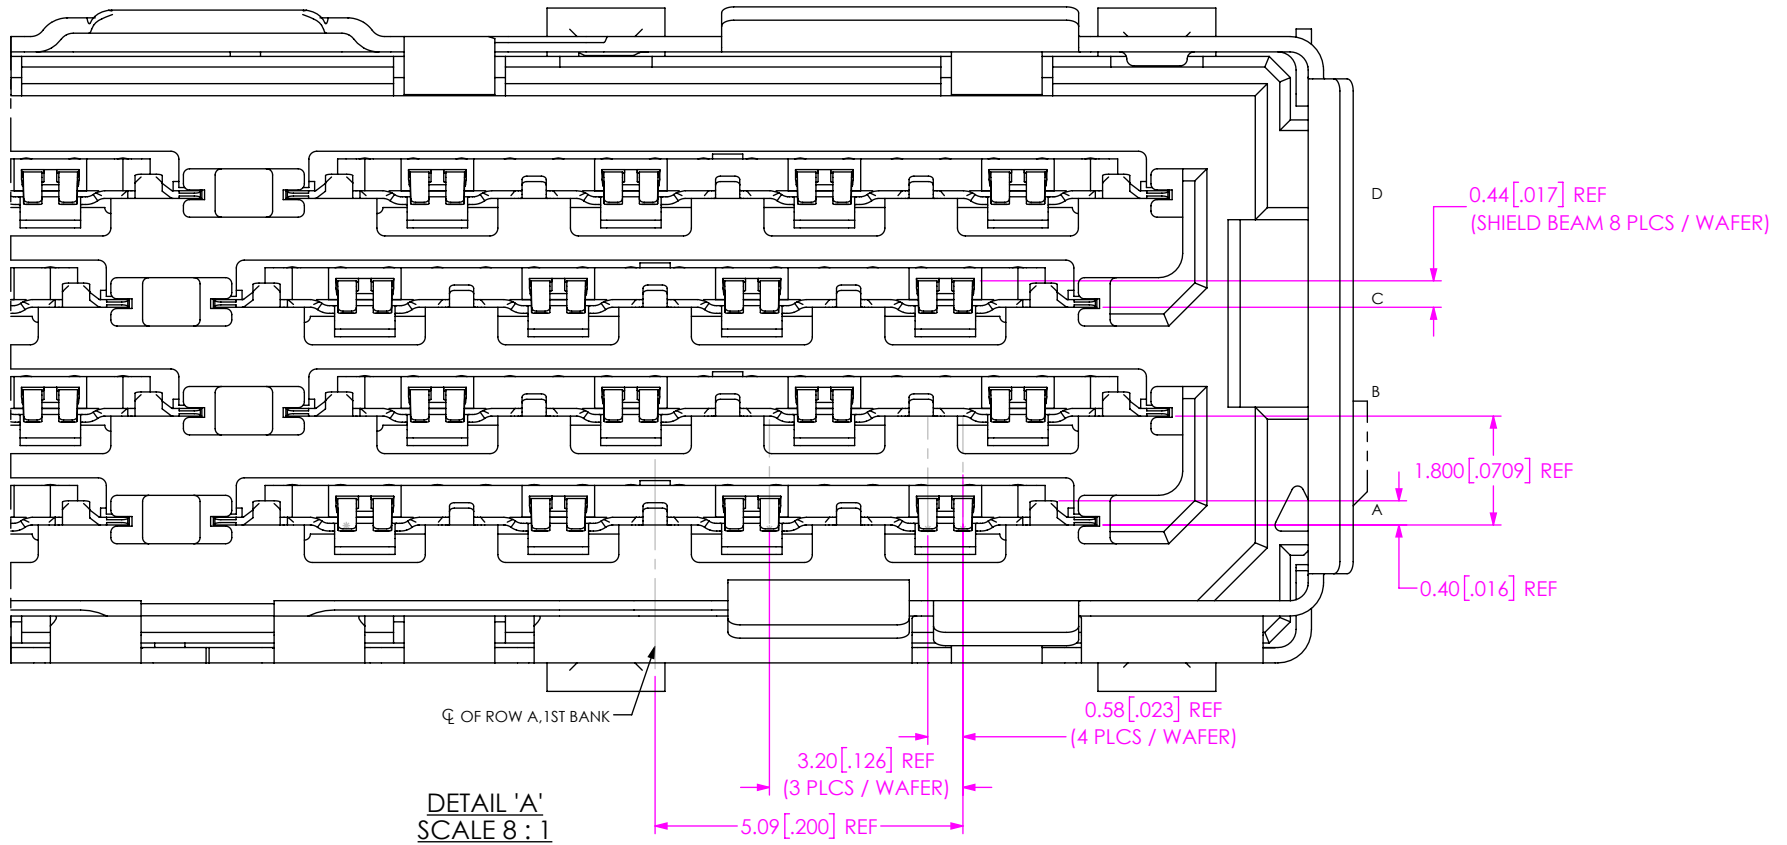 D
0.44[.017] REF
(SHIELD BEAM 8 PLCS / WAFER)
C
B
1.800[.0709] REF
A
0.40[.016] REF
℄ OF ROW A,1ST BANK
0.58[.023] REF
(4 PLCS / WAFER)
3.20[.126] REF
(3 PLCS / WAFER)
5.09[.200] REF
DETAIL 'A'
SCALE 8 : 1